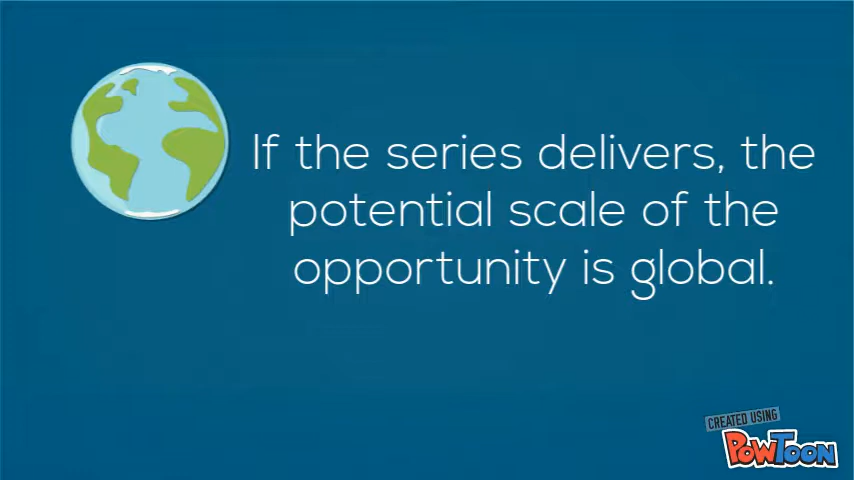 If the series delivers, the
potential scale of the
opportunity is global.
CREATED USING
POWTOON